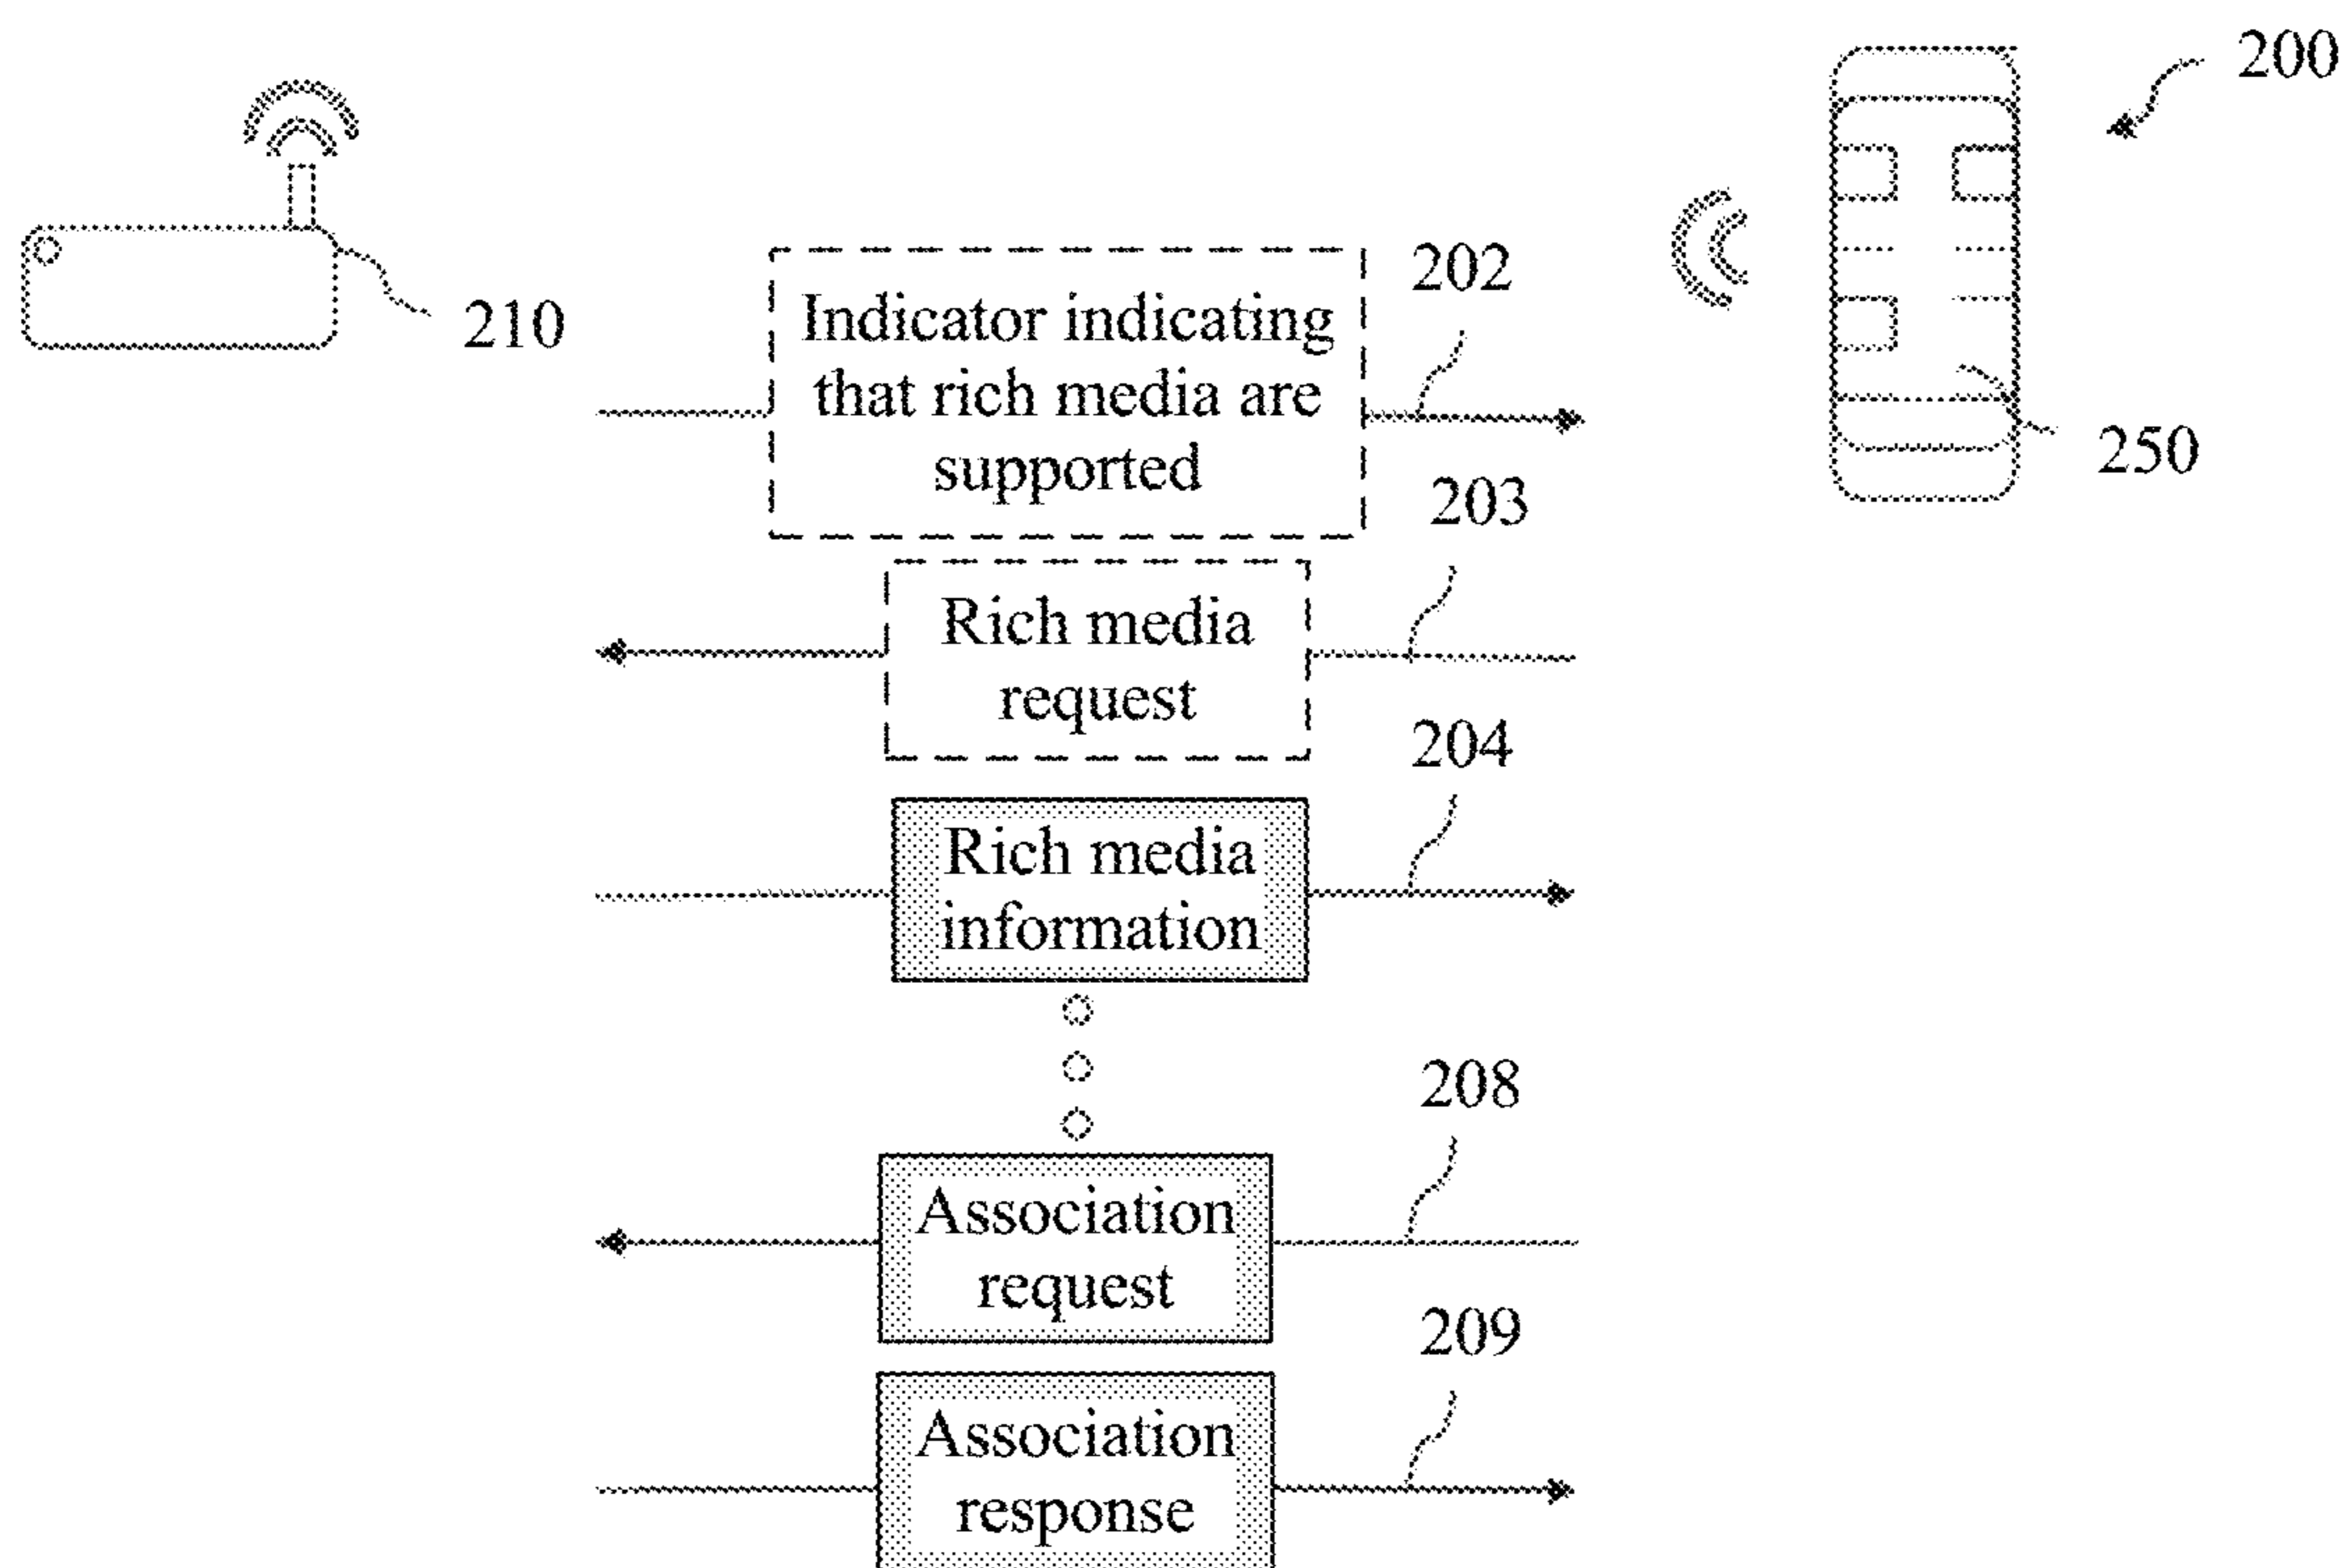 200
210
202
Indicator indicating
that rich media are
supported
250
203
Rich media
request
204
Rich media
information
208
Association
request
209
Association
response